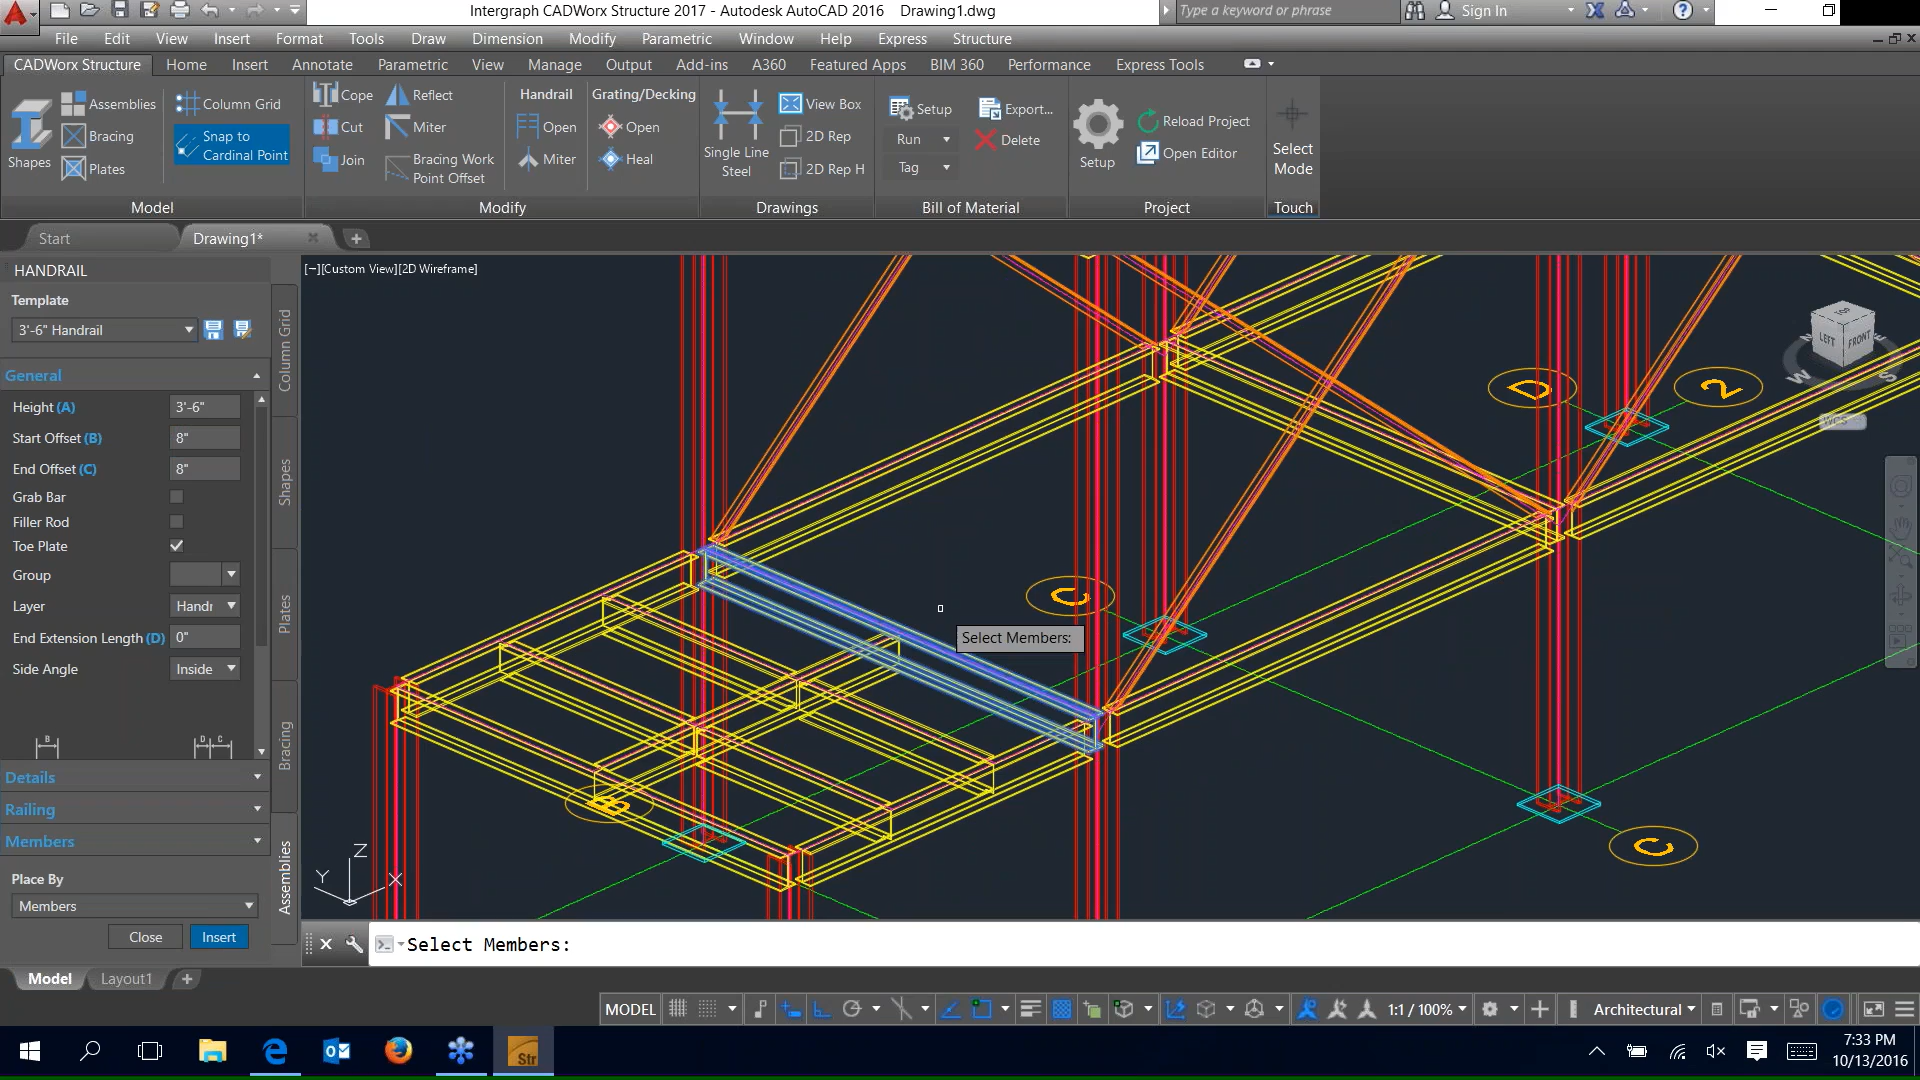 Intergraph CADWorx Structure 2017 - Autodesk AutoCAD 2016 Drawing1.dwg
Type a keyword or phrase
Sign In
File Edit View Insert Format Tools Draw Dimension Modify Parametric Window Help Express Structure
CADWorx Structure Home Insert Annotate Parametric View Manage Output Add-ins A360 Featured Apps BIM 360 Performance Express Tools
Shapes
Assemblies
Bracing
Plates
Column Grid
Snap to
Cardinal Point
Model
Cope
Cut
Join
Reflect
Miter
Bracing Work
Point Offset
Modify
Handrail
Open
Miter
Grating/Decking
Open
Heal
Single Line
Steel
View Box
2D Rep
2D Rep H
Drawings
Setup
Run
Tag
Export...
Delete
Bill of Material
Setup
Reload Project
Open Editor
Project
Select
Mode
Touch
Start
Drawing1*
HANDRAIL
Template
3'-6" Handrail
General
Height (A) 3'-6"
Start Offset (B) 8"
End Offset (C) 8"
Grab Bar
Filler Rod
Toe Plate
Group
Layer Handr
End Extension Length (D) 0"
Side Angle Inside
B
D C
Details
Railing
Members
Place By
Members
Close
Insert
Column Grid
Shapes
Plates
Bracing
Assemblies
[−][Custom View][2D Wireframe]
D
2
C
B
C
Select Members:
TOP
LEFT
FRONT
W
S
WCS
Z
Y
X
Select Members:
Model
Layout1
MODEL
1:1 / 100%
Architectural
Str
7:33 PM
10/13/2016